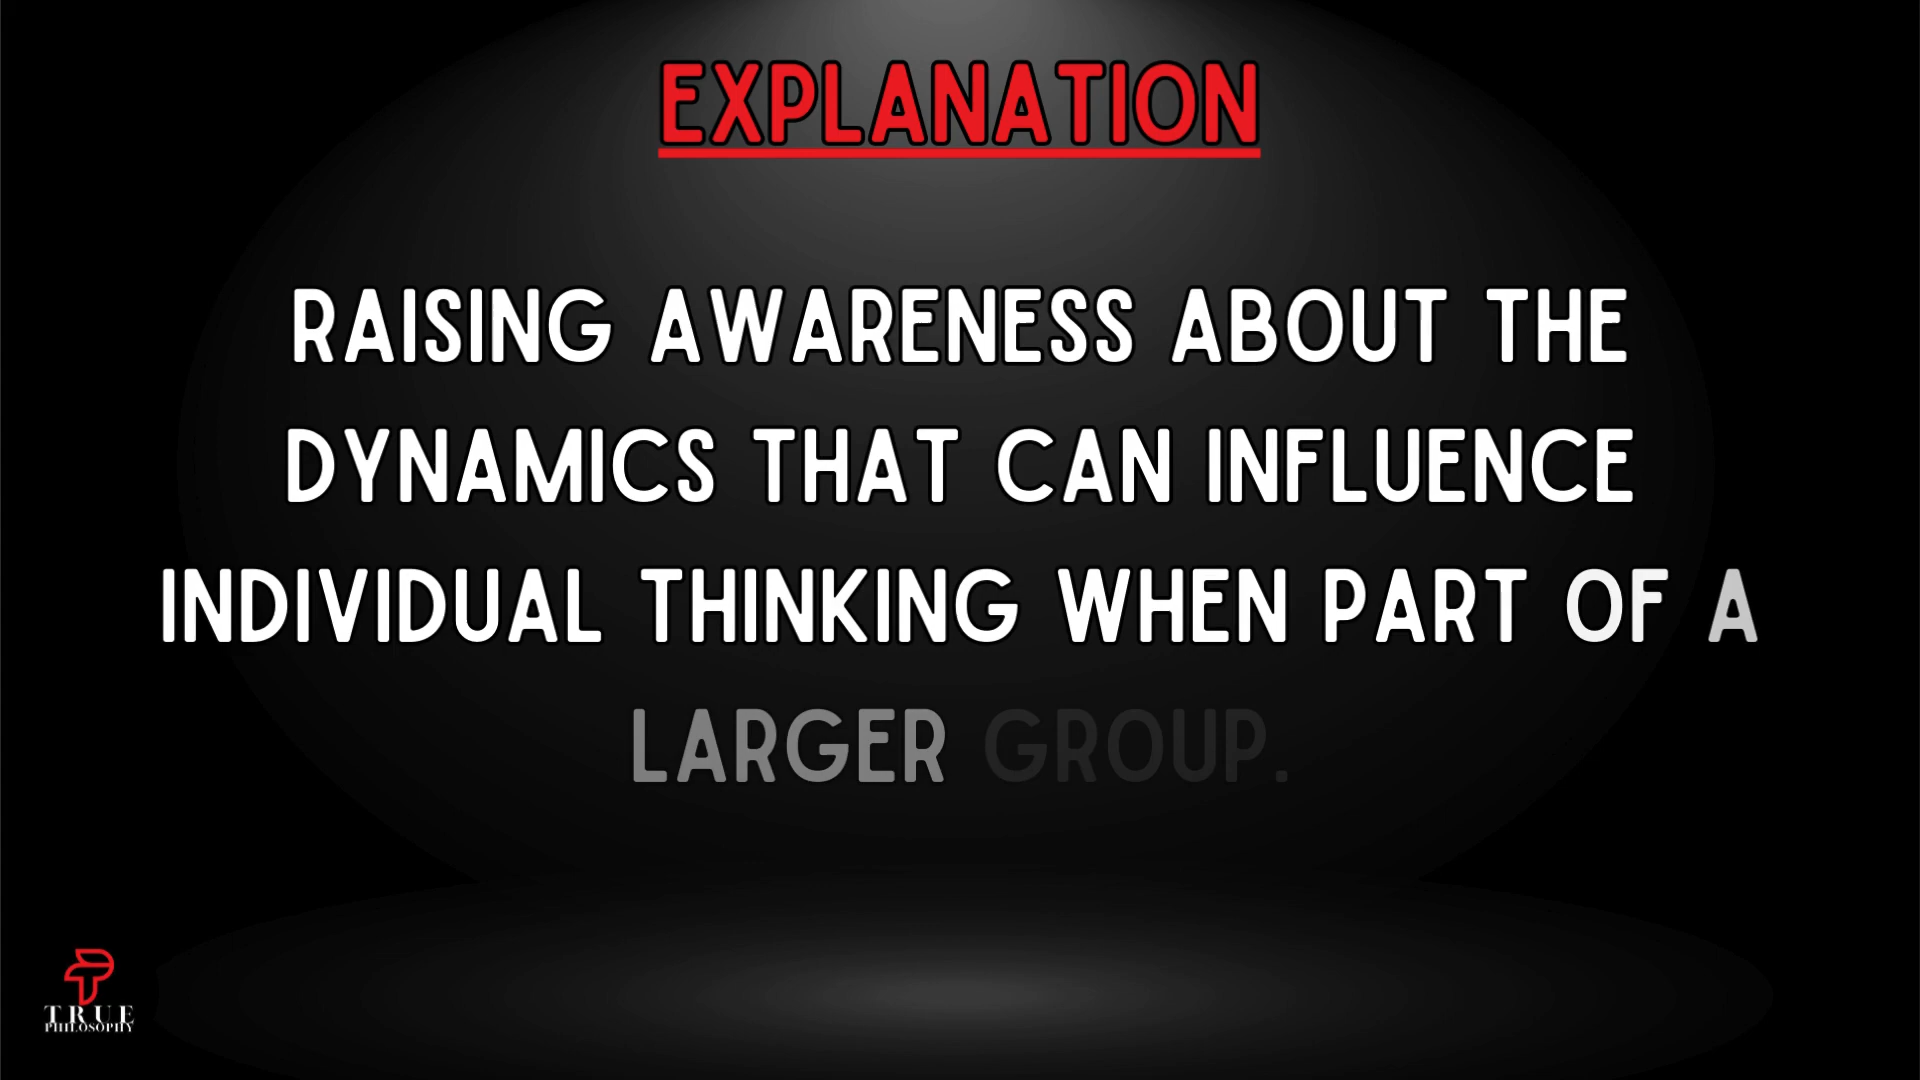 EXPLANATION
RAISING AWARENESS ABOUT THE
DYNAMICS THAT CAN INFLUENCE
INDIVIDUAL THINKING WHEN PART OF A
LARGER GROUP.
TRUE
PHILOSOPHY